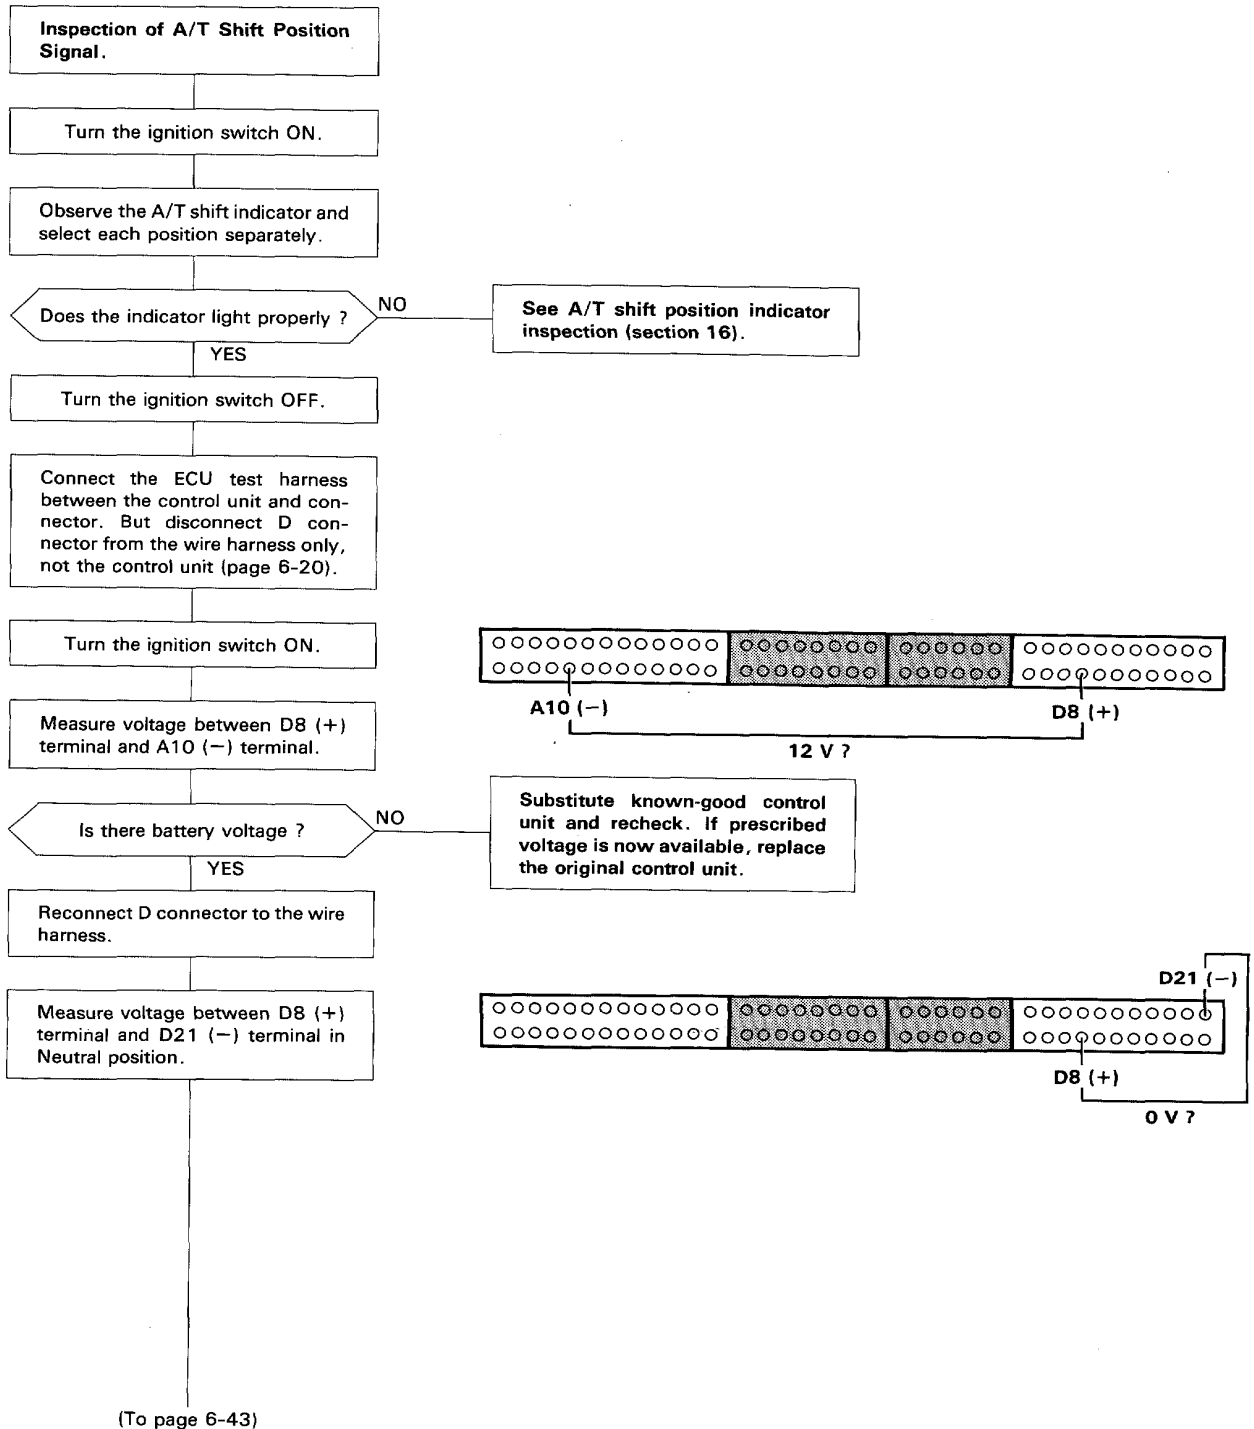 Inspection of A/T Shift Position
Signal.
Turn the ignition switch ON.
Observe the A/T shift indicator and
select each position separately.
Does the indicator light properly ?
NO
See A/T shift position indicator
inspection (section 16).
YES
Turn the ignition switch OFF.
Connect the ECU test harness
between the control unit and con-
nector. But disconnect D con-
nector from the wire harness only,
not the control unit (page 6-20).
Turn the ignition switch ON.
Measure voltage between D8 (+)
terminal and A10 (−) terminal.
A10 (−)
D8 (+)
12 V ?
Is there battery voltage ?
NO
Substitute known-good control
unit and recheck. If prescribed
voltage is now available, replace
the original control unit.
YES
Reconnect D connector to the wire
harness.
Measure voltage between D8 (+)
terminal and D21 (−) terminal in
Neutral position.
D21 (−)
D8 (+)
0 V ?
(To page 6-43)